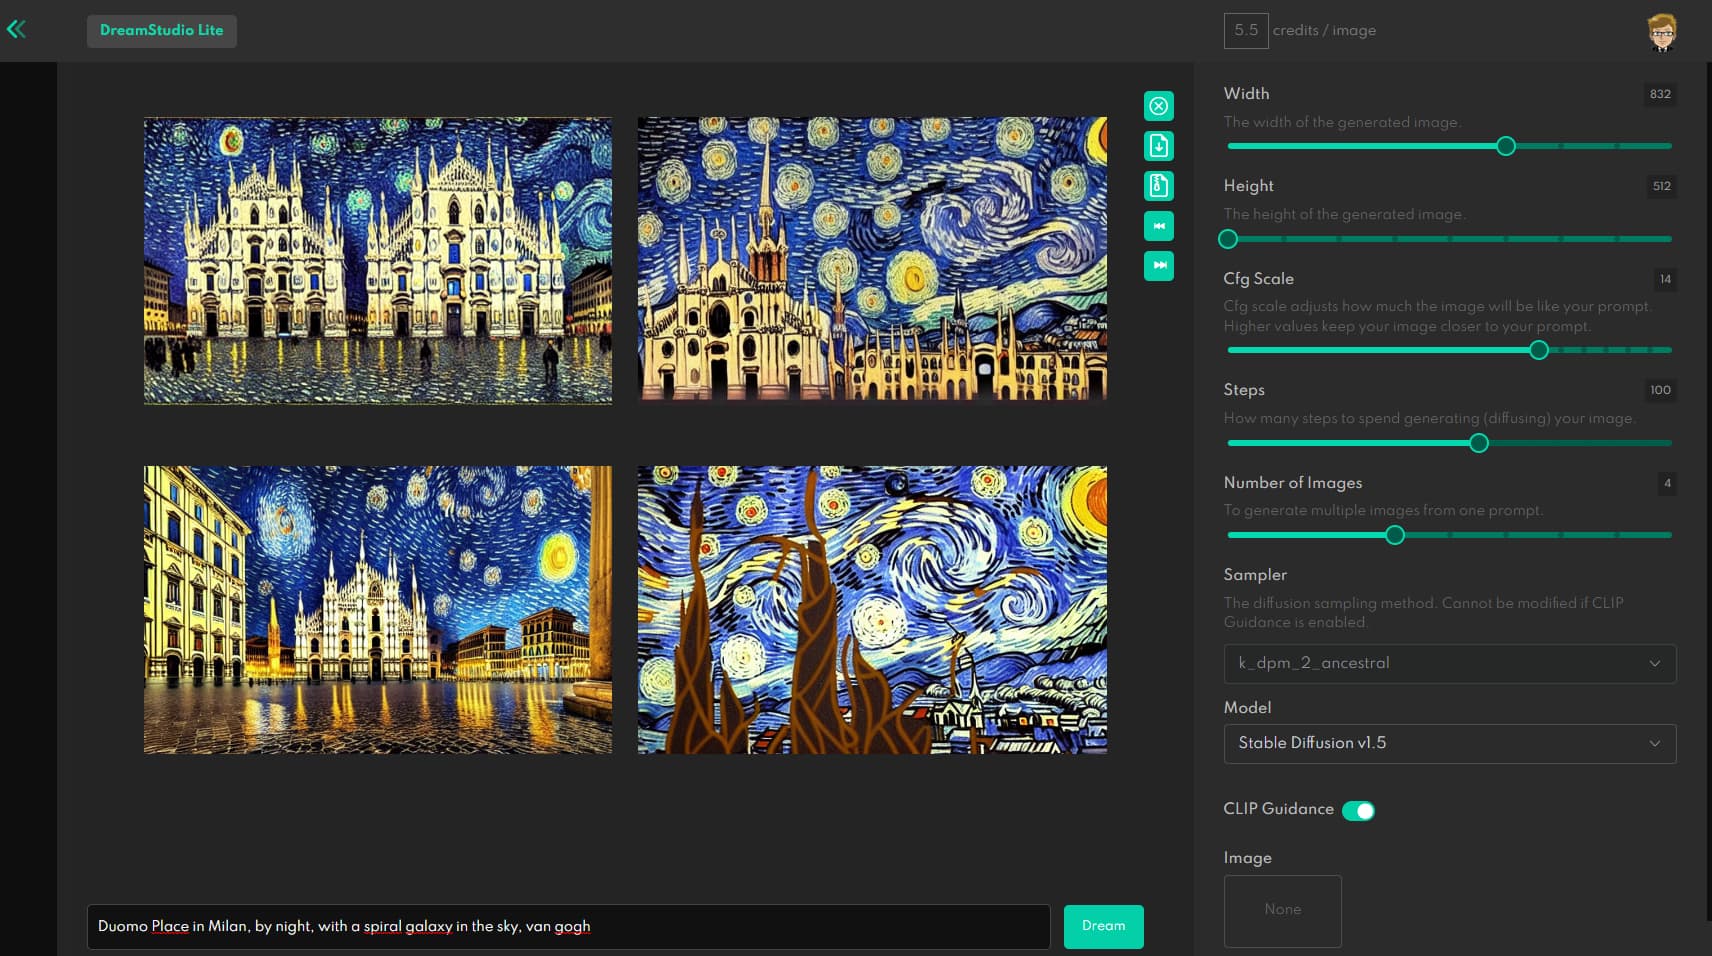 DreamStudio Lite
5.5 credits / image
Width
832
The width of the generated image.
Height
512
The height of the generated image.
Cfg Scale
14
Cfg scale adjusts how much the image will be like your prompt.
Higher values keep your image closer to your prompt.
Steps
100
How many steps to spend generating (diffusing) your image.
Number of Images
4
To generate multiple images from one prompt.
Sampler
The diffusion sampling method. Cannot be modified if CLIP
Guidance is enabled.
k_dpm_2_ancestral
Model
Stable Diffusion v1.5
CLIP Guidance
Image
None
Duomo Place in Milan, by night, with a spiral galaxy in the sky, van gogh
Dream